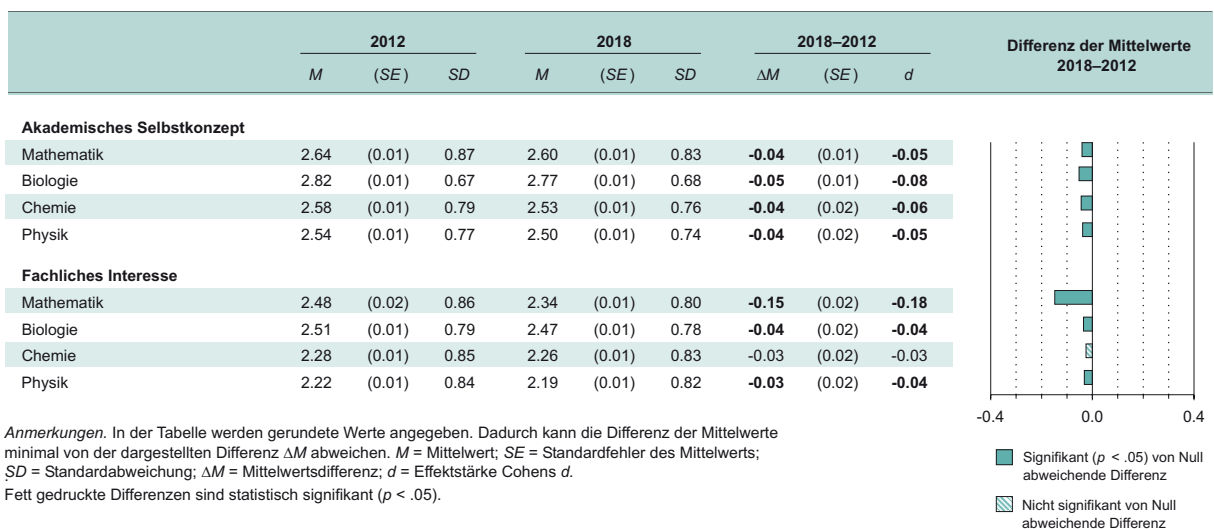 2012 2018 2018–2012 Differenz der Mittelwerte
2018–2012
M (SE) SD M (SE) SD ΔM (SE) d
Akademisches Selbstkonzept
Mathematik 2.64 (0.01) 0.87 2.60 (0.01) 0.83 -0.04 (0.01) -0.05
Biologie 2.82 (0.01) 0.67 2.77 (0.01) 0.68 -0.05 (0.01) -0.08
Chemie 2.58 (0.01) 0.79 2.53 (0.01) 0.76 -0.04 (0.02) -0.06
Physik 2.54 (0.01) 0.77 2.50 (0.01) 0.74 -0.04 (0.02) -0.05
Fachliches Interesse
Mathematik 2.48 (0.02) 0.86 2.34 (0.01) 0.80 -0.15 (0.02) -0.18
Biologie 2.51 (0.01) 0.79 2.47 (0.01) 0.78 -0.04 (0.02) -0.04
Chemie 2.28 (0.01) 0.85 2.26 (0.01) 0.83 -0.03 (0.02) -0.03
Physik 2.22 (0.01) 0.84 2.19 (0.01) 0.82 -0.03 (0.02) -0.04
-0.4 0.0 0.4
Anmerkungen. In der Tabelle werden gerundete Werte angegeben. Dadurch kann die Differenz der Mittelwerte
minimal von der dargestellten Differenz ΔM abweichen. M = Mittelwert; SE = Standardfehler des Mittelwerts;
SD = Standardabweichung; ΔM = Mittelwertsdifferenz; d = Effektstärke Cohens d.
Fett gedruckte Differenzen sind statistisch signifikant (p < .05).
Signifikant (p < .05) von Null
abweichende Differenz
Nicht signifikant von Null
abweichende Differenz